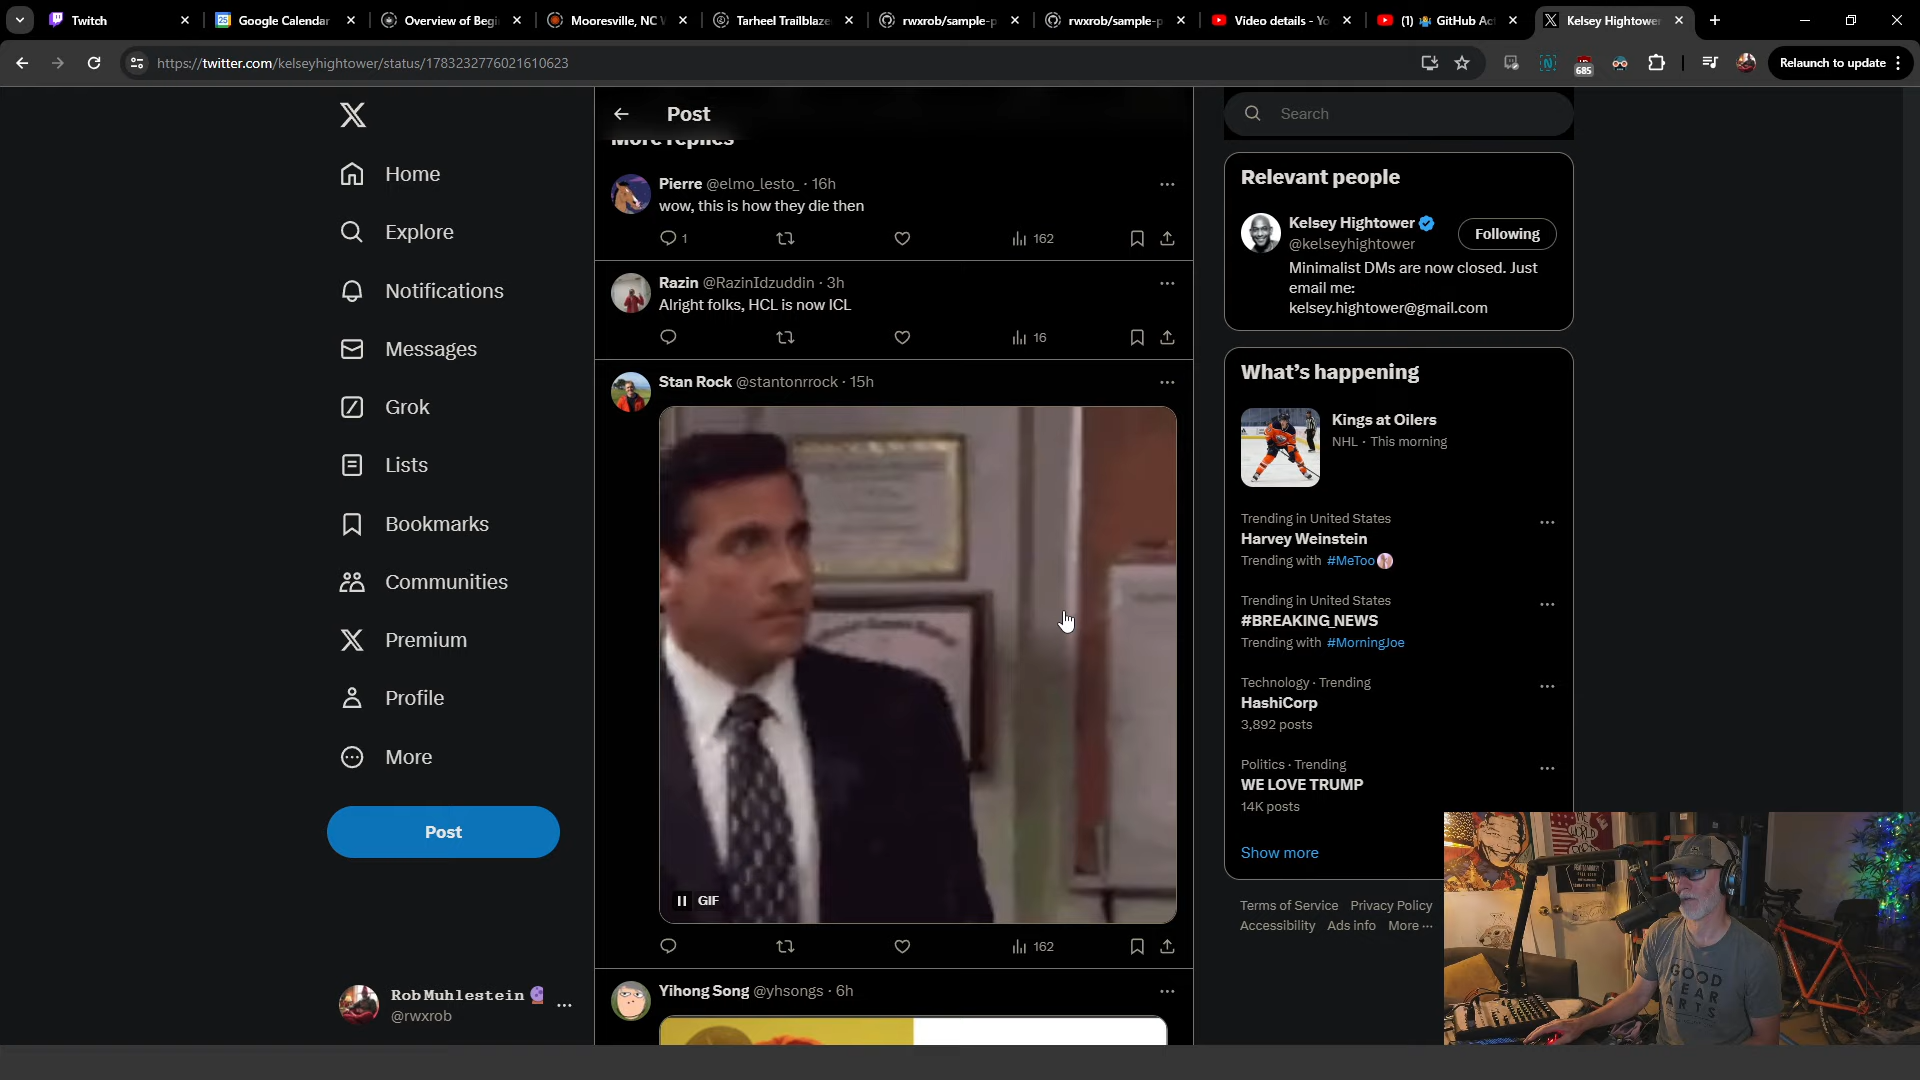 Twitch
Google Calendar
Overview of Begi
Mooresville, NC W
Tarheel Trailblaze
rwxrob/sample-p
rwxrob/sample-p
Video details - Yo
(1) GitHub Ac
Kelsey Hightower
https://twitter.com/kelseyhightower/status/1783232776021610623
685
Relaunch to update
Post
Search
More replies
Home
Explore
Notifications
Messages
Grok
Lists
Bookmarks
Communities
Premium
Profile
More
Post
Rob Muhlestein
@rwxrob
Pierre @elmo_lesto_ · 16h
wow, this is how they die then
1
162
Razin @RazinIdzuddin · 3h
Alright folks, HCL is now ICL
16
Stan Rock @stantonrrock · 15h
GIF
162
Yihong Song @yhsongs · 6h
Relevant people
Kelsey Hightower
@kelseyhightower
Following
Minimalist DMs are now closed. Just
email me:
kelsey.hightower@gmail.com
What's happening
Kings at Oilers
NHL · This morning
Trending in United States
Harvey Weinstein
Trending with #MeToo
Trending in United States
#BREAKING_NEWS
Trending with #MorningJoe
Technology · Trending
HashiCorp
3,892 posts
Politics · Trending
WE LOVE TRUMP
14K posts
Show more
Terms of Service Privacy Policy
Accessibility Ads info More ···
GOOD
YEAR
ARTS